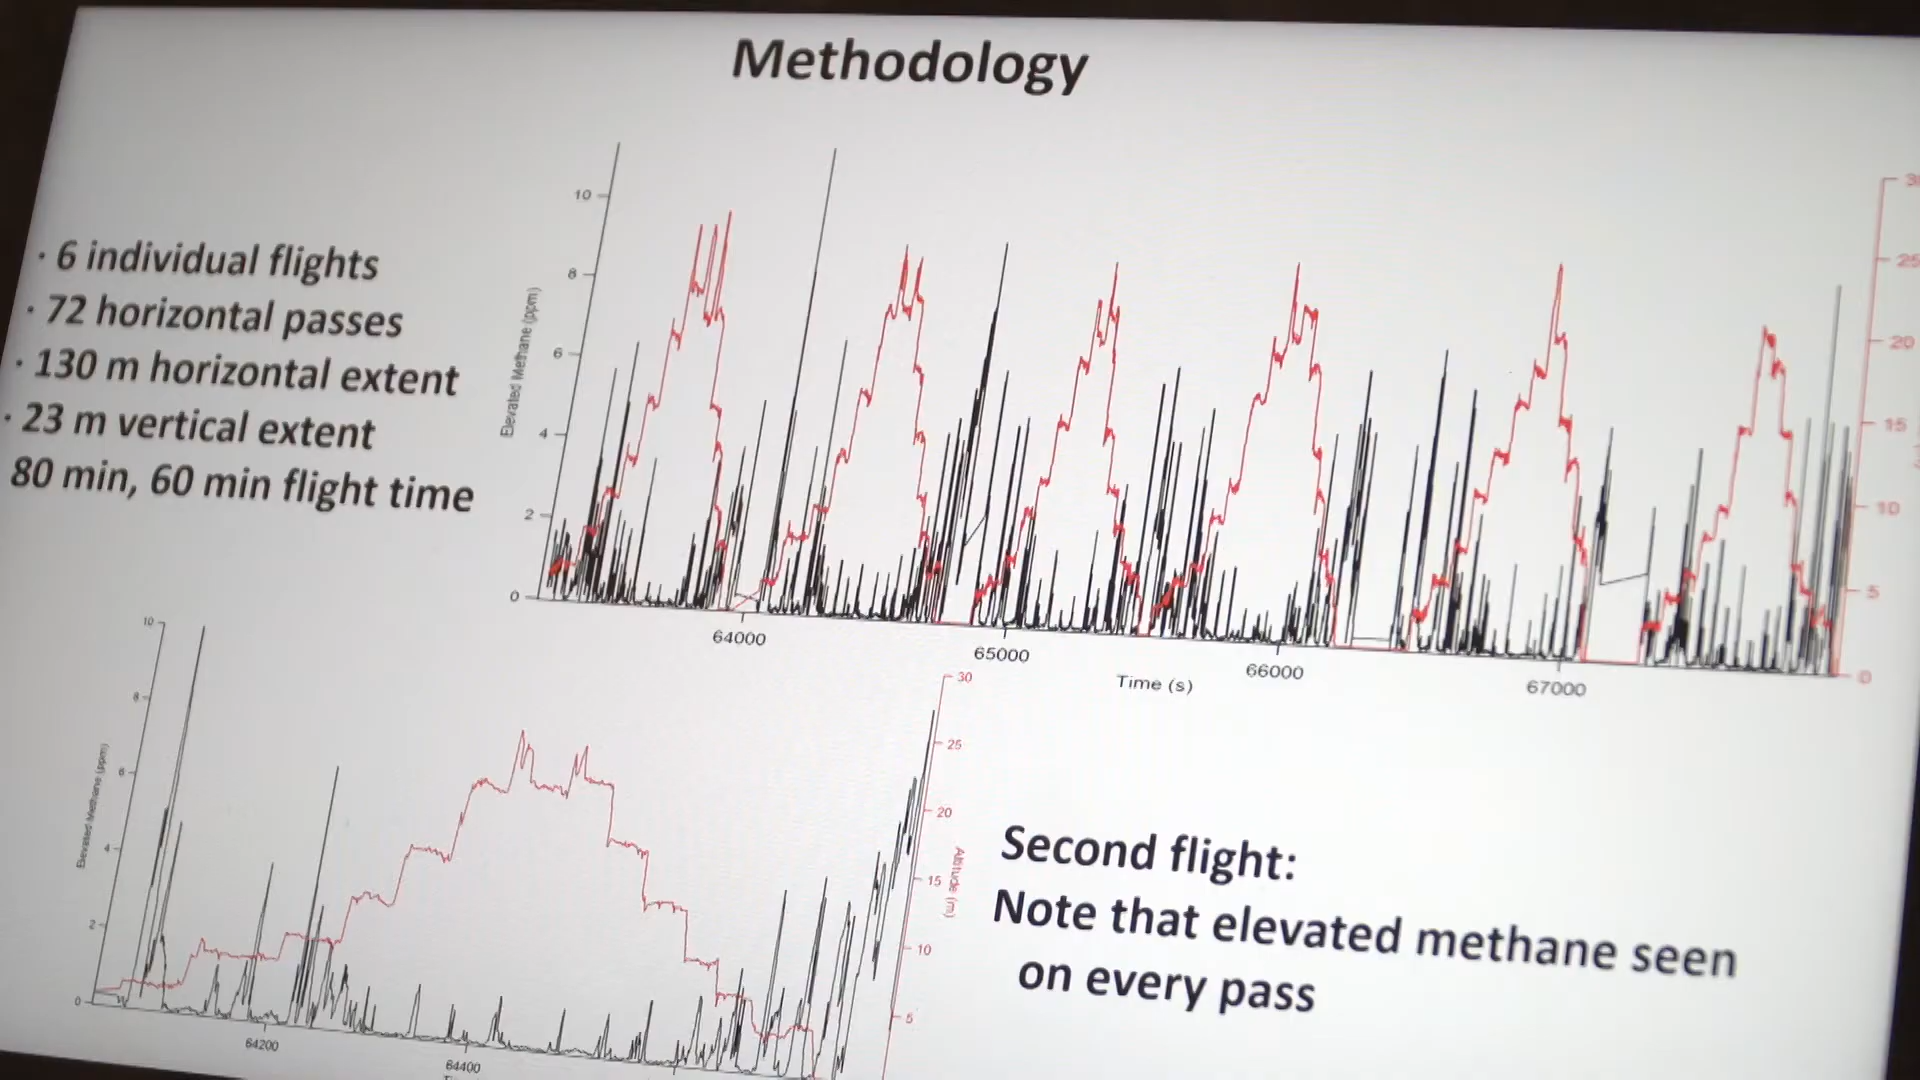 Methodology
· 6 individual flights
· 72 horizontal passes
· 130 m horizontal extent
· 23 m vertical extent
80 min, 60 min flight time
Elevated Methane (ppm)
10
8
6
4
2
0
64000
65000
66000
67000
Time (s)
25
20
15
10
5
0
Elevated Methane (ppm)
10
8
6
4
2
0
64200
64400
30
25
20
15
10
5
Altitude (m)
Second flight:
Note that elevated methane seen
on every pass